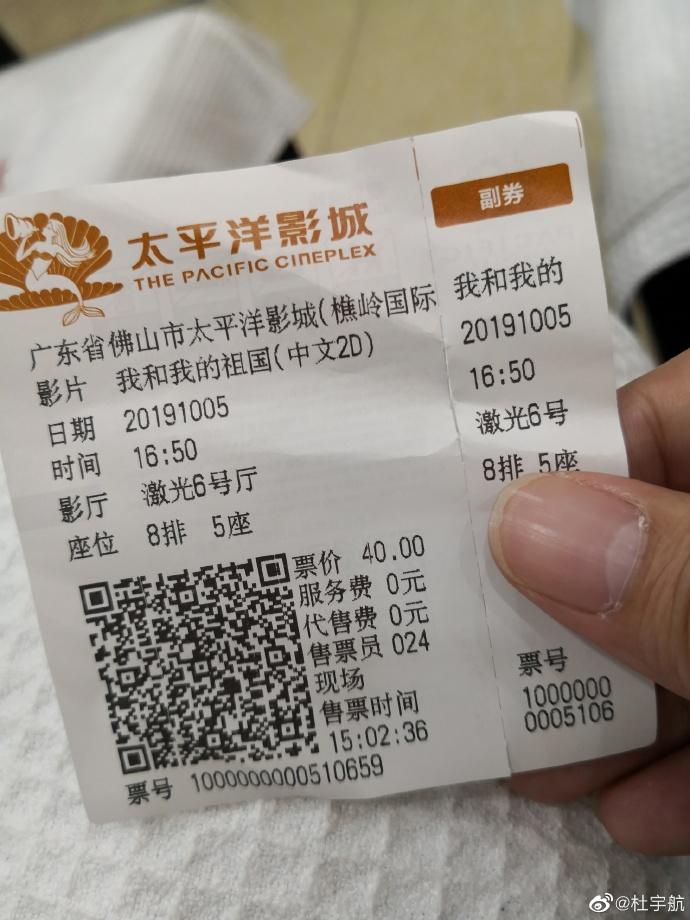 太平洋影城
THE PACIFIC CINEPLEX
广东省佛山市太平洋影城(樵岭国际
影片 我和我的祖国(中文2D)
日期 20191005
时间 16:50
影厅 激光6号厅
座位 8排 5座
票价 40.00
服务费 0元
代售费 0元
售票员 024
现场
售票时间
15:02:36
票号 1000000000510659
副券
我和我的
20191005
16:50
激光6号
8排 5座
票号
1000000
0005106
@杜宇航